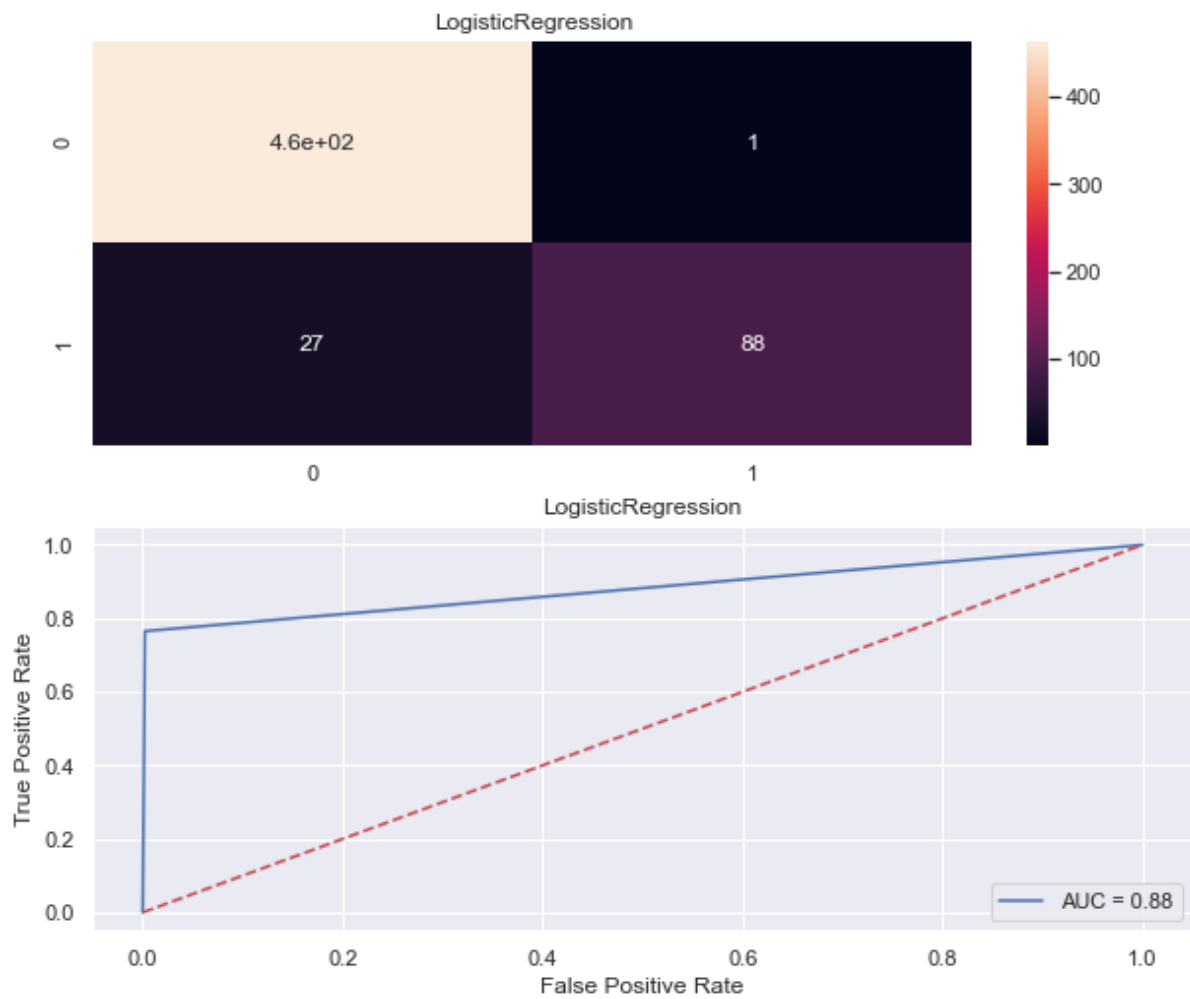 LogisticRegression
0
4.6e+02
1
400
300
1
27
88
200
100
0
1
LogisticRegression
True Positive Rate
1.0
0.8
0.6
0.4
0.2
0.0
AUC = 0.88
0.0 0.2 0.4 0.6 0.8 1.0
False Positive Rate